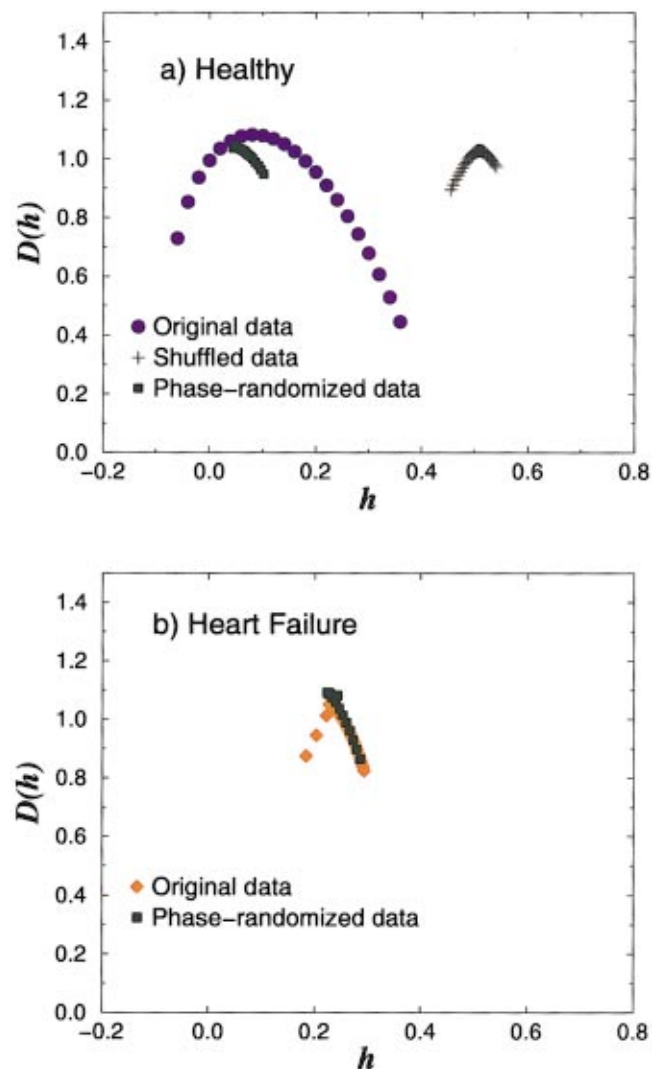 1.4
a) Healthy
1.2
1.0
0.8
D(h)
0.6
0.4
Original data
Shuffled data
0.2
Phase−randomized data
0.0
−0.2 0.0 0.2 0.4 0.6 0.8
h
1.4
b) Heart Failure
1.2
1.0
0.8
D(h)
0.6
0.4
Original data
Phase−randomized data
0.2
0.0
−0.2 0.0 0.2 0.4 0.6 0.8
h